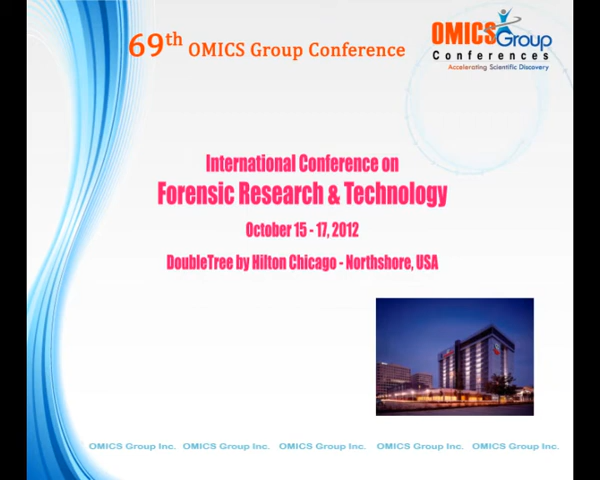 69th OMICS Group Conference
OMICS Group
Conferences
Accelerating Scientific Discovery
International Conference on
Forensic Research & Technology
October 15 - 17, 2012
DoubleTree by Hilton Chicago - Northshore, USA
OMICS Group Inc. OMICS Group Inc. OMICS Group Inc. OMICS Group Inc. OMICS Group Inc.